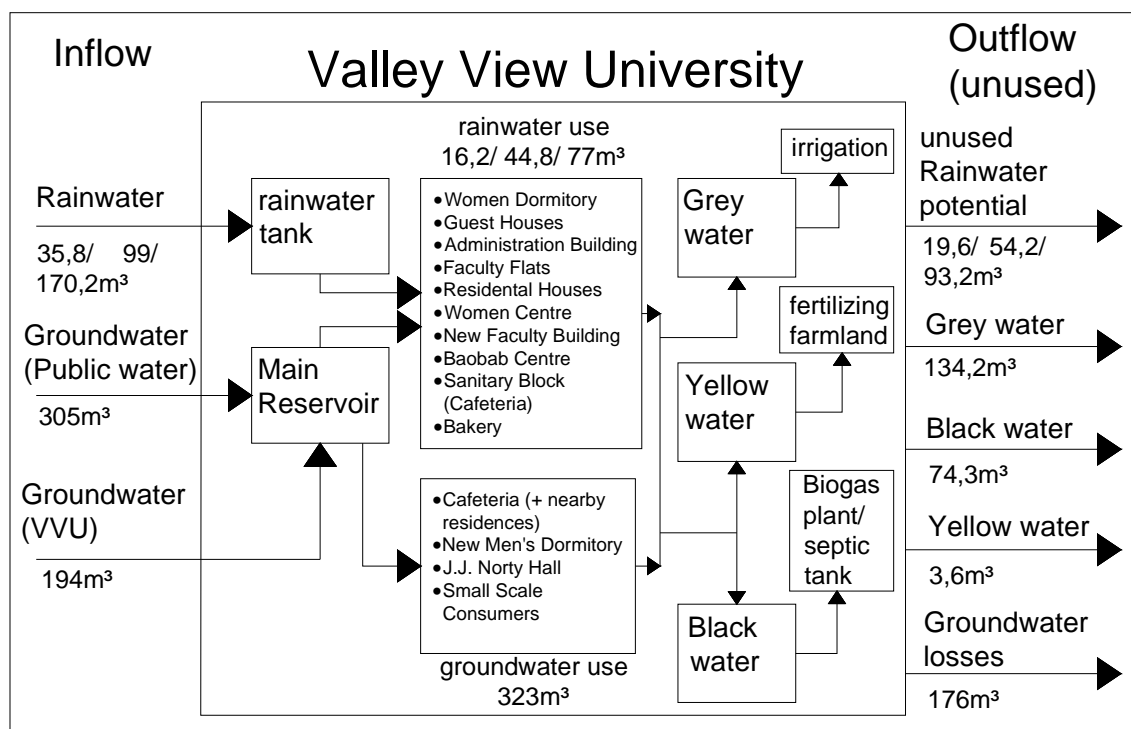 Inflow
Valley View University
Outflow
(unused)
Rainwater
35,8/ 99/
170,2m³
Groundwater
(Public water)
305m³
Groundwater
(VVU)
194m³
rainwater
tank
Main
Reservoir
rainwater use
16,2/ 44,8/ 77m³
•Women Dormitory
•Guest Houses
•Administration Building
•Faculty Flats
•Residental Houses
•Women Centre
•New Faculty Building
•Baobab Centre
•Sanitary Block
(Cafeteria)
•Bakery
•Cafeteria (+ nearby
residences)
•New Men's Dormitory
•J.J. Norty Hall
•Small Scale
Consumers
groundwater use
323m³
Grey
water
irrigation
Yellow
water
fertilizing
farmland
Black
water
Biogas
plant/
septic
tank
unused
Rainwater
potential
19,6/ 54,2/
93,2m³
Grey water
134,2m³
Black water
74,3m³
Yellow water
3,6m³
Groundwater
losses
176m³